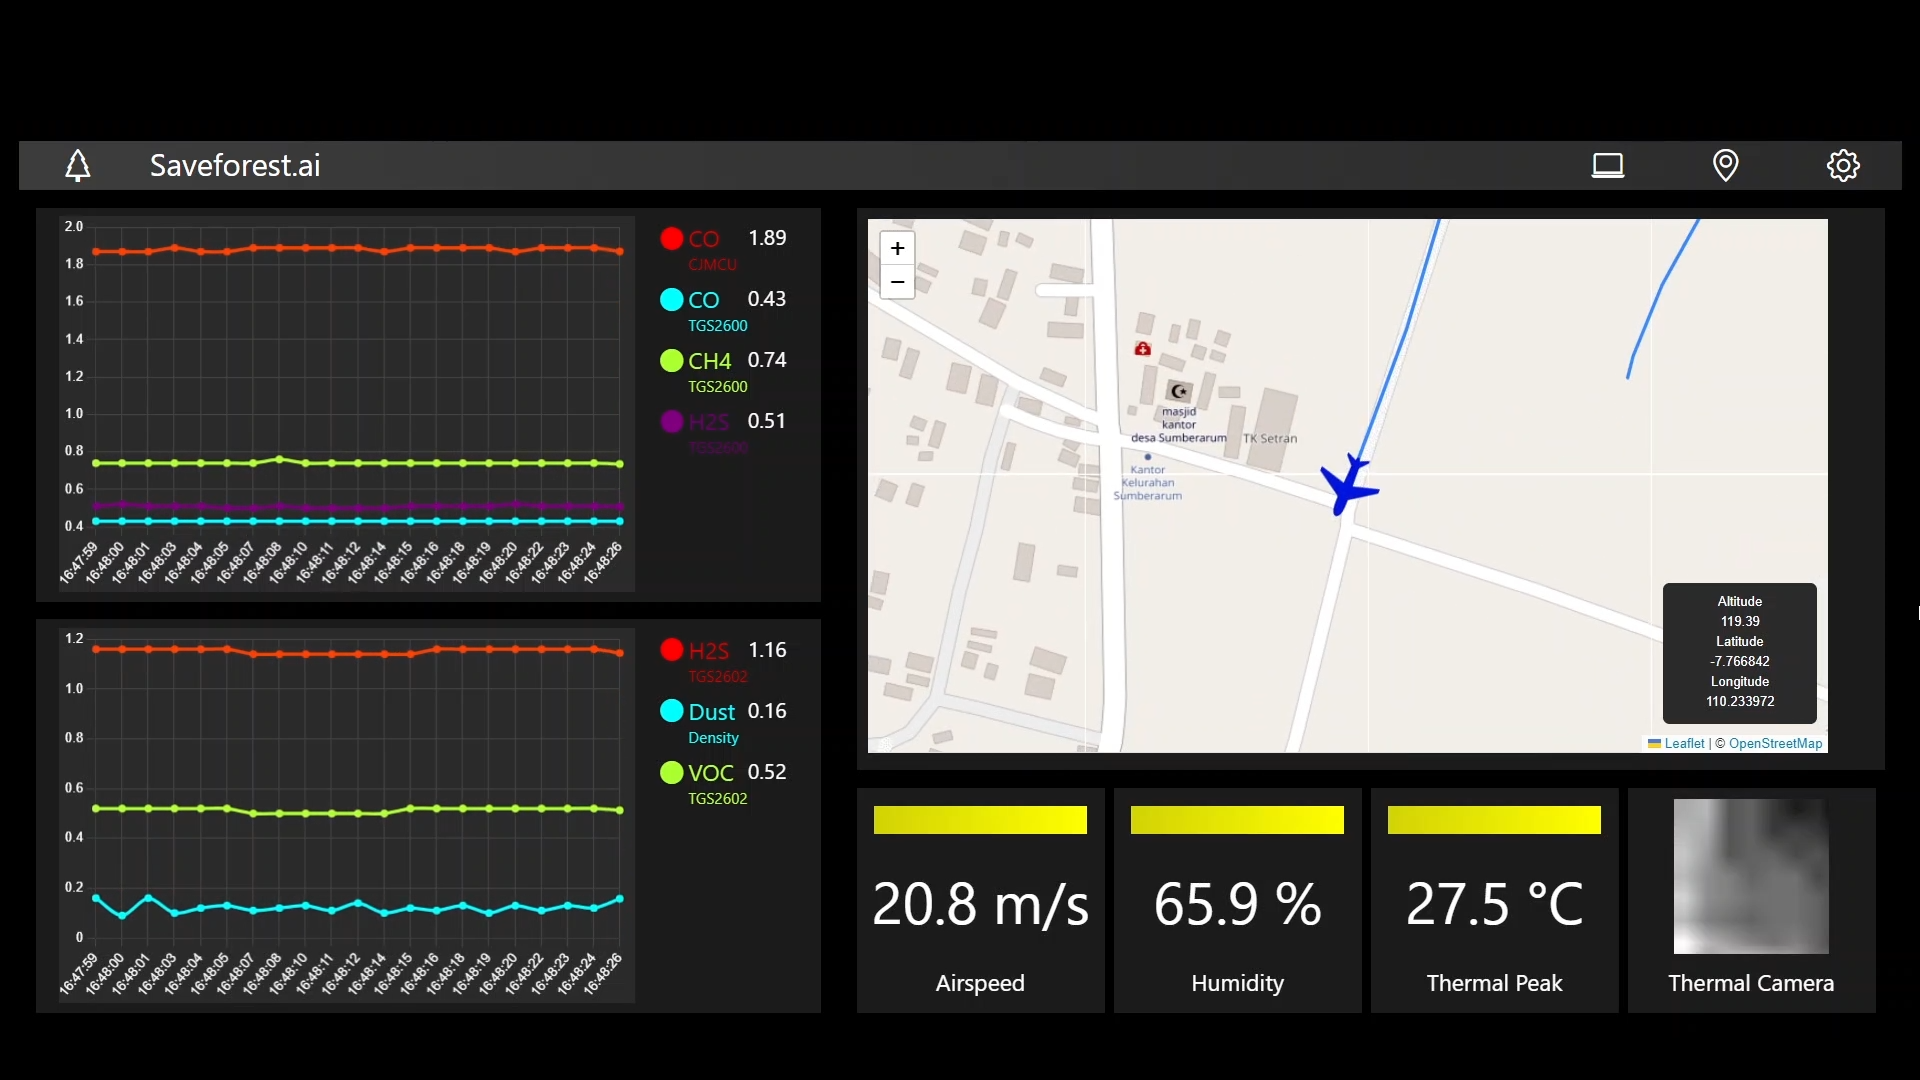 Saveforest.ai
2.0
1.8
1.6
1.4
1.2
1.0
0.8
0.6
0.4
16:47:59 16:48:00 16:48:01 16:48:03 16:48:04 16:48:05 16:48:07 16:48:08 16:48:10 16:48:11 16:48:12 16:48:14 16:48:15 16:48:16 16:48:18 16:48:19 16:48:20 16:48:22 16:48:23 16:48:24 16:48:26
CO 1.89
CJMCU
CO 0.43
TGS2600
CH4 0.74
TGS2600
H2S 0.51
TGS2600
1.2
1.0
0.8
0.6
0.4
0.2
0
16:47:59 16:48:00 16:48:01 16:48:03 16:48:04 16:48:05 16:48:07 16:48:08 16:48:10 16:48:11 16:48:12 16:48:14 16:48:15 16:48:16 16:48:18 16:48:19 16:48:20 16:48:22 16:48:23 16:48:24 16:48:26
H2S 1.16
TGS2602
Dust 0.16
Density
VOC 0.52
TGS2602
+
−
masjid
kantor
desa Sumberarum
TK Setran
Kantor
Kelurahan
Sumberarum
Altitude
119.39
Latitude
-7.766842
Longitude
110.233972
Leaflet | © OpenStreetMap
20.8 m/s
Airspeed
65.9 %
Humidity
27.5 °C
Thermal Peak
Thermal Camera